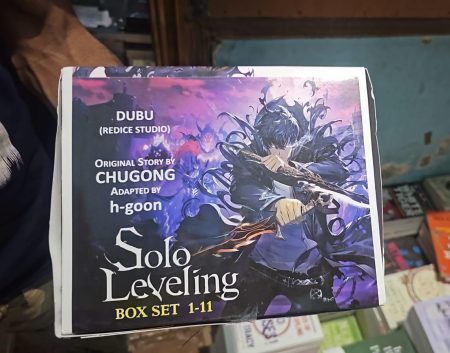 DUBU
(REDICE STUDIO)
ORIGINAL STORY BY
CHUGONG
ADAPTED BY
h-goon
Solo
Leveling
BOX SET 1-11